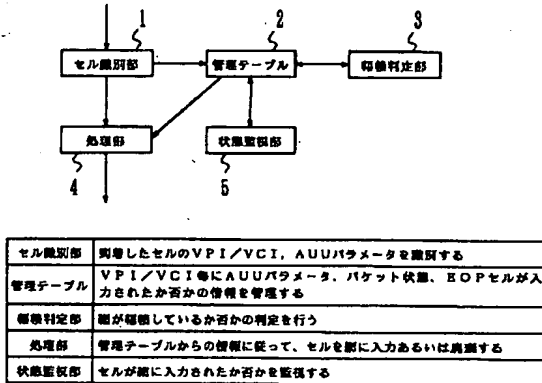 1
2
3
セル識別部
管理テーブル
輻輳判定部
処理部
状態監視部
4
5
セル識別部 到着したセルのVPI/VCI,AUUパラメータを識別する
管理テーブル VPI/VCI毎にAUUパラメータ、パケット状態、EOPセルが入
力されたか否かの情報を管理する
輻輳判定部 網が輻輳しているか否かの判定を行う
処理部 管理テーブルからの情報に従って、セルを網に入力あるいは廃棄する
状態監視部 セルが網に入力されたか否かを監視する